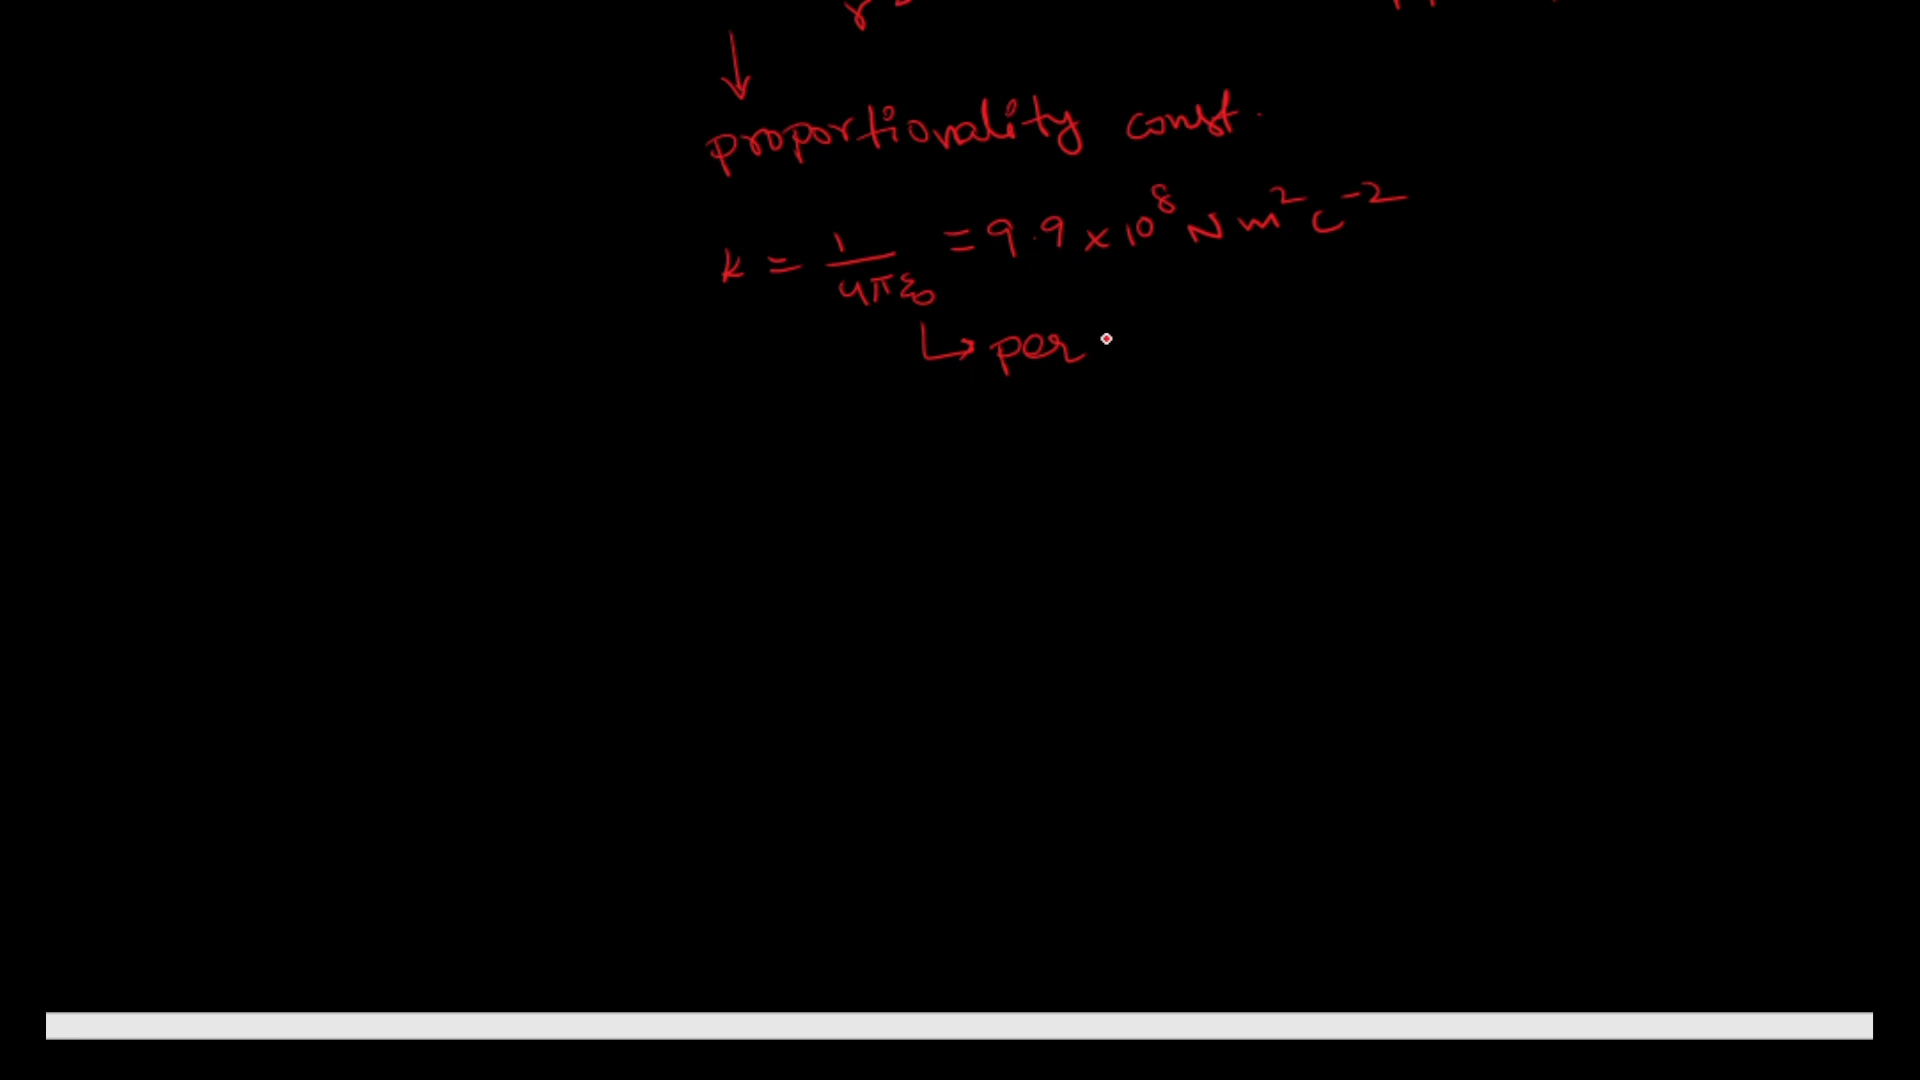 proportionality const.
k = 1/4πε₀ = 9.9 x 10⁸ N m² c⁻²
↳ per